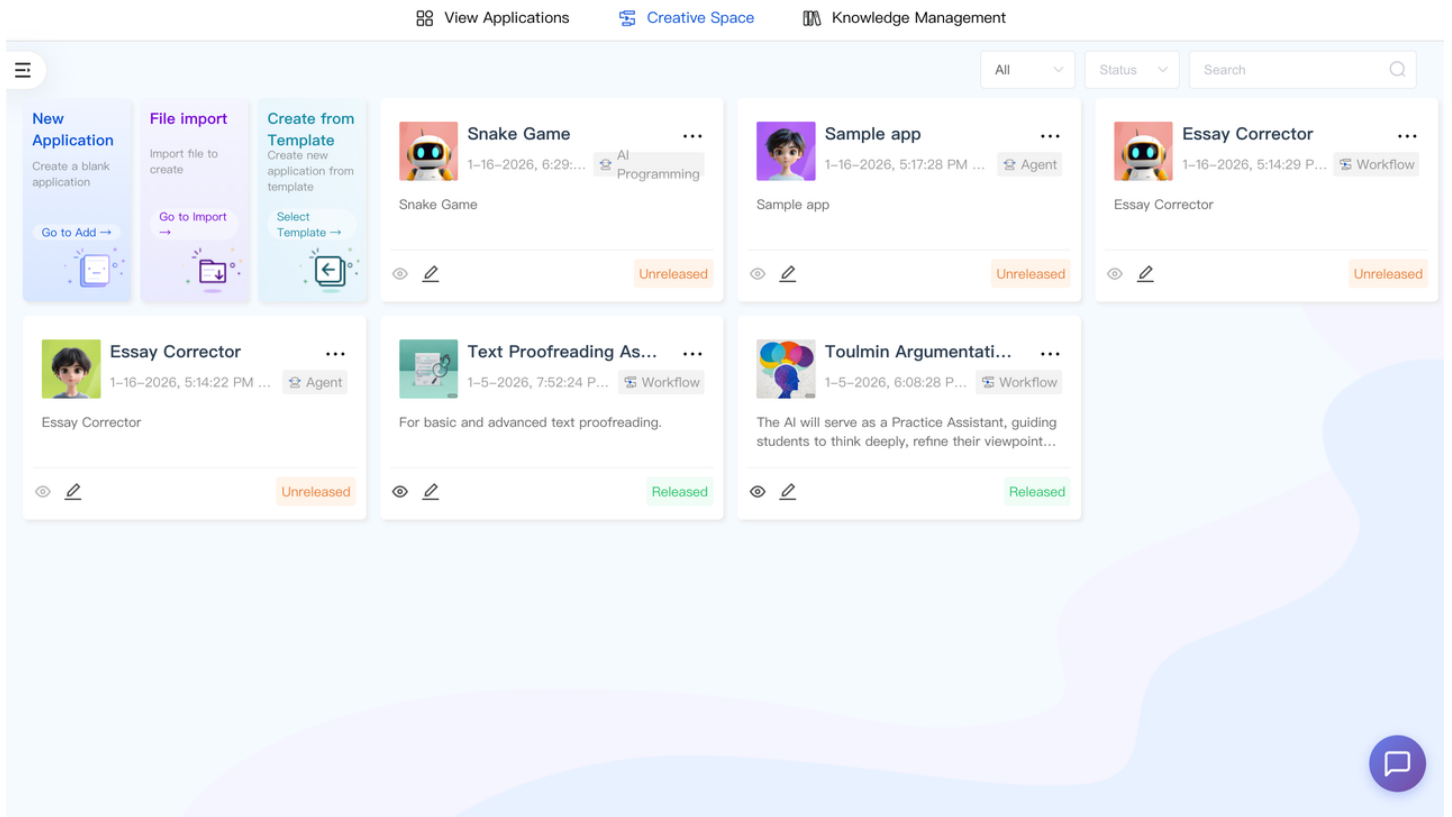 View Applications
Creative Space
Knowledge Management
All
Status
Search
New
Application
Create a blank
application
Go to Add →
File import
Import file to
create
Go to Import
→
Create from
Template
Create new
application from
template
Select
Template →
Snake Game
1-16-2026, 6:29:...
AI
Programming
Snake Game
Unreleased
Sample app
1-16-2026, 5:17:28 PM ...
Agent
Sample app
Unreleased
Essay Corrector
1-16-2026, 5:14:29 P...
Workflow
Essay Corrector
Unreleased
Essay Corrector
1-16-2026, 5:14:22 PM ...
Agent
Essay Corrector
Unreleased
Text Proofreading As...
1-5-2026, 7:52:24 P...
Workflow
For basic and advanced text proofreading.
Released
Toulmin Argumentati...
1-5-2026, 6:08:28 P...
Workflow
The AI will serve as a Practice Assistant, guiding
students to think deeply, refine their viewpoint...
Released